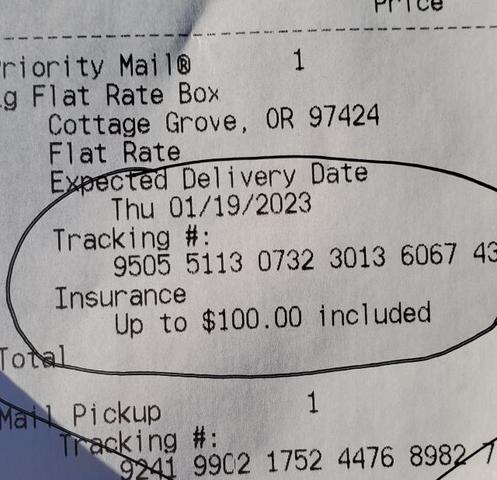 Price
riority Mail® 1
g Flat Rate Box
Cottage Grove, OR 97424
Flat Rate
Expected Delivery Date
Thu 01/19/2023
Tracking #:
9505 5113 0732 3013 6067 43
Insurance
Up to $100.00 included
Total
Mail Pickup 1
Tracking #:
9241 9902 1752 4476 8982 7